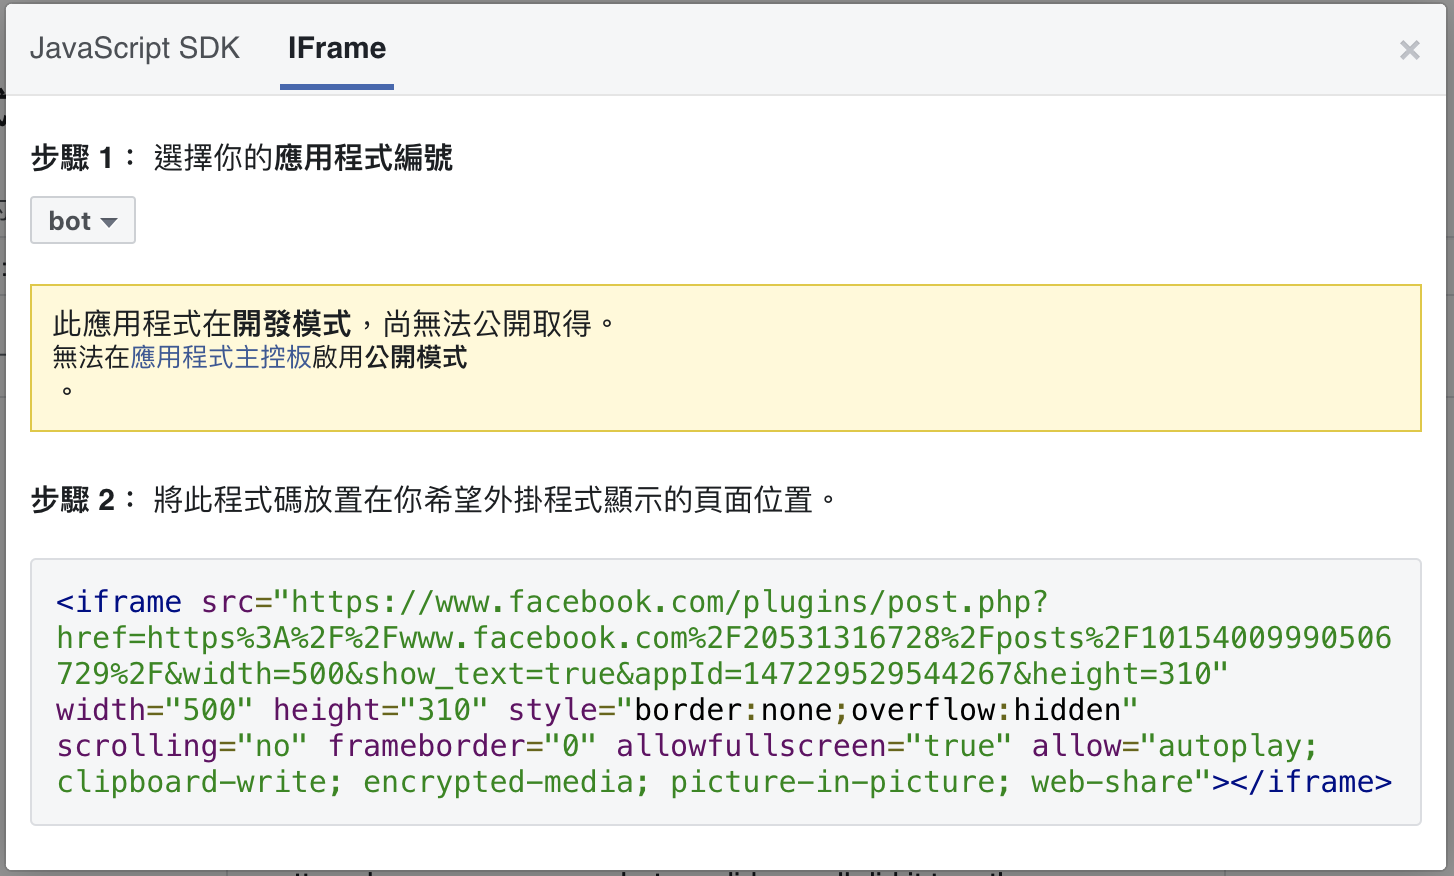 JavaScript SDK IFrame ×
步驟 1： 選擇你的應用程式編號
bot
此應用程式在開發模式，尚無法公開取得。
無法在應用程式主控板啟用公開模式
。
步驟 2： 將此程式碼放置在你希望外掛程式顯示的頁面位置。
<iframe src="https://www.facebook.com/plugins/post.php?
href=https%3A%2F%2Fwww.facebook.com%2F20531316728%2Fposts%2F10154009990506
729%2F&width=500&show_text=true&appId=147229529544267&height=310"
width="500" height="310" style="border:none;overflow:hidden"
scrolling="no" frameborder="0" allowfullscreen="true" allow="autoplay;
clipboard-write; encrypted-media; picture-in-picture; web-share"></iframe>